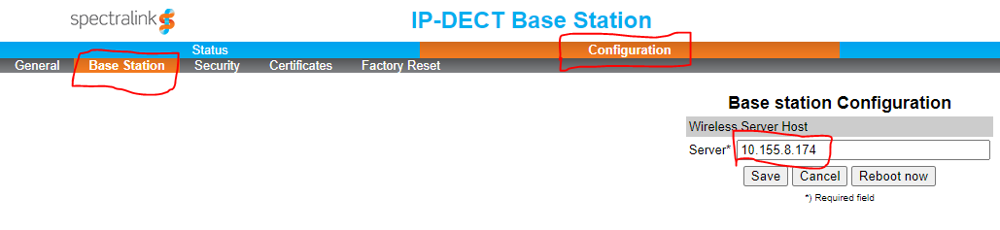 spectralink
IP-DECT Base Station
Status Configuration
General Base Station Security Certificates Factory Reset
Base station Configuration
Wireless Server Host
Server* 10.155.8.174
Save Cancel Reboot now
*) Required field